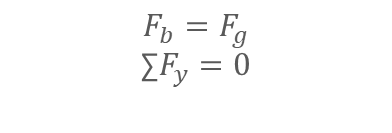 F_b = F_g
∑F_y = 0